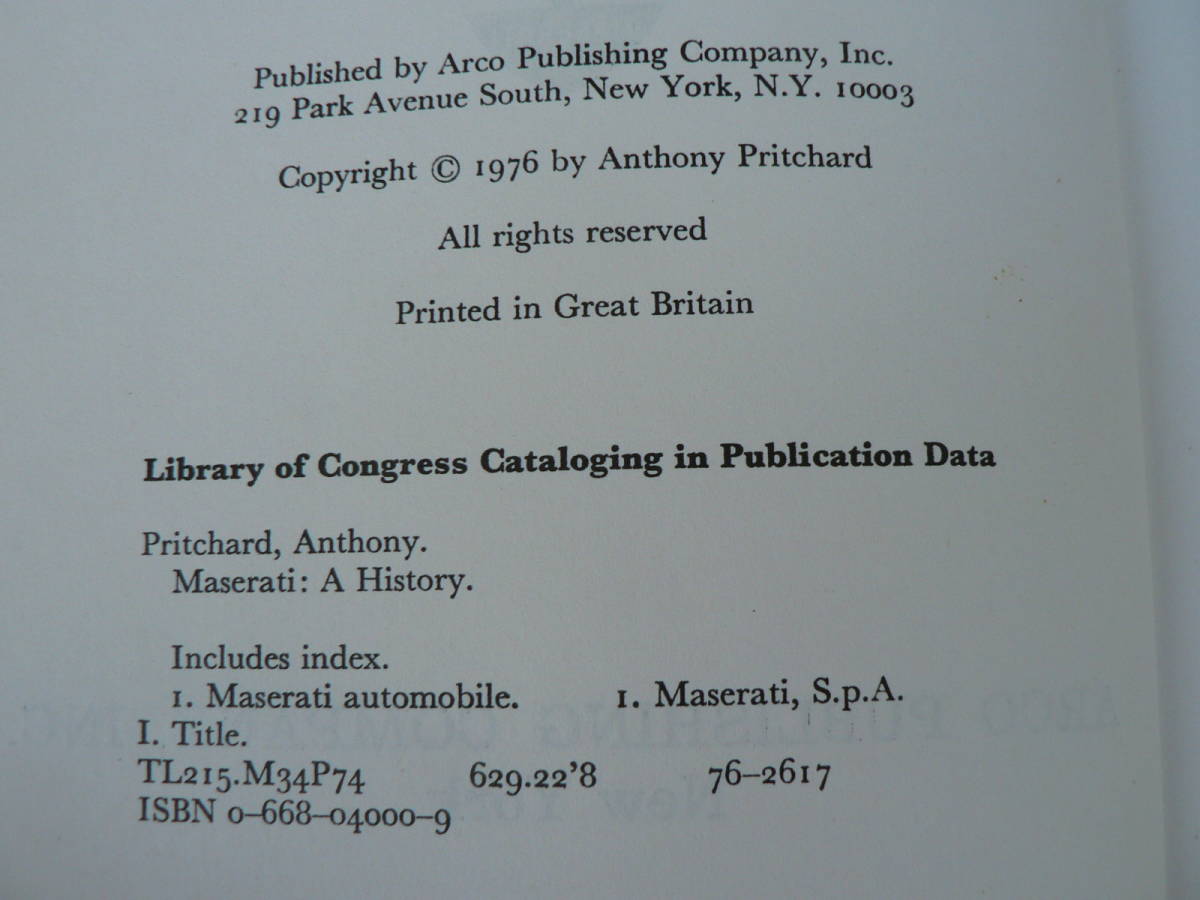 Published by Arco Publishing Company, Inc.
219 Park Avenue South, New York, N.Y. 10003
Copyright © 1976 by Anthony Pritchard
All rights reserved
Printed in Great Britain
Library of Congress Cataloging in Publication Data
Pritchard, Anthony.
Maserati: A History.
Includes index.
1. Maserati automobile. 1. Maserati, S.p.A.
I. Title.
TL215.M34P74 629.22'8 76–2617
ISBN 0–668–04000–9